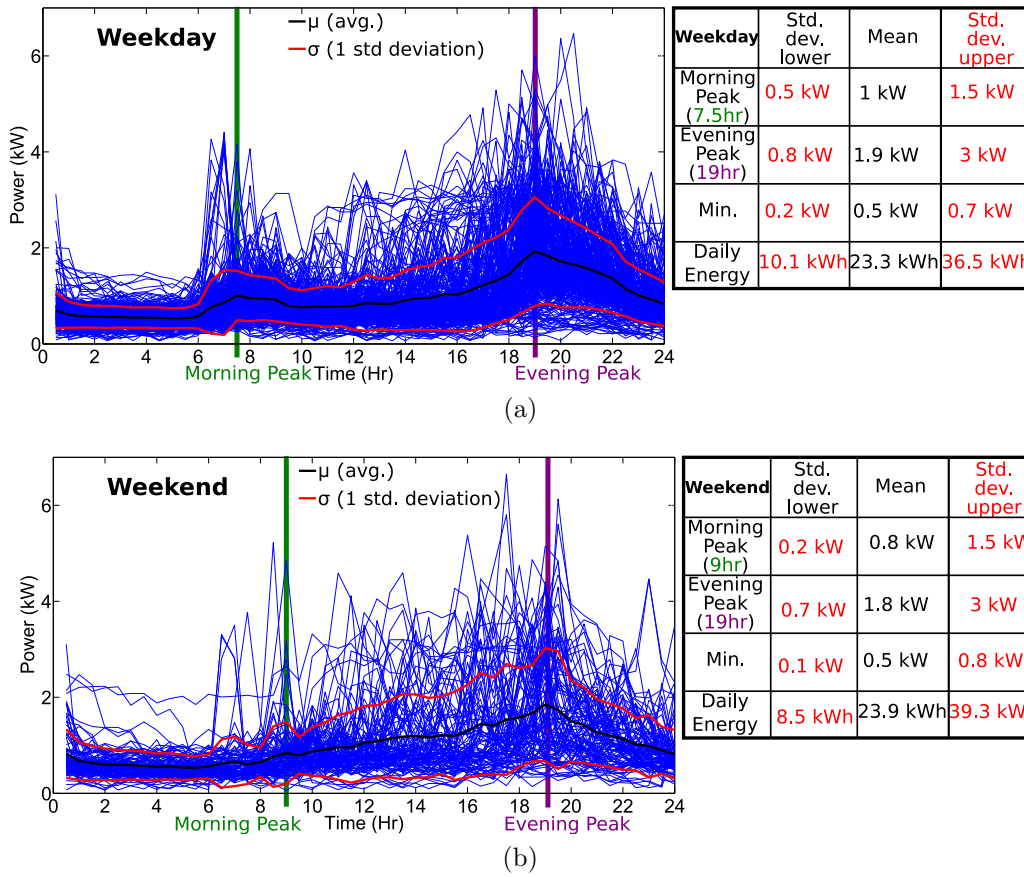 Weekday
μ (avg.)
σ (1 std deviation)
Power (kW)
6
4
2
0
0 2 4 6 8 10 12 14 16 18 20 22 24
Morning Peak Time (Hr) Evening Peak
Weekday Std. dev. lower Mean Std. dev. upper
Morning Peak (7.5hr) 0.5 kW 1 kW 1.5 kW
Evening Peak (19hr) 0.8 kW 1.9 kW 3 kW
Min. 0.2 kW 0.5 kW 0.7 kW
Daily Energy 10.1 kWh 23.3 kWh 36.5 kWh
(a)
Weekend
μ (avg.)
σ (1 std. deviation)
Power (kW)
6
4
2
0
0 2 4 6 8 10 12 14 16 18 20 22 24
Morning Peak Time (Hr) Evening Peak
Weekend Std. dev. lower Mean Std. dev. upper
Morning Peak (9hr) 0.2 kW 0.8 kW 1.5 kW
Evening Peak (19hr) 0.7 kW 1.8 kW 3 kW
Min. 0.1 kW 0.5 kW 0.8 kW
Daily Energy 8.5 kWh 23.9 kWh 39.3 kW
(b)